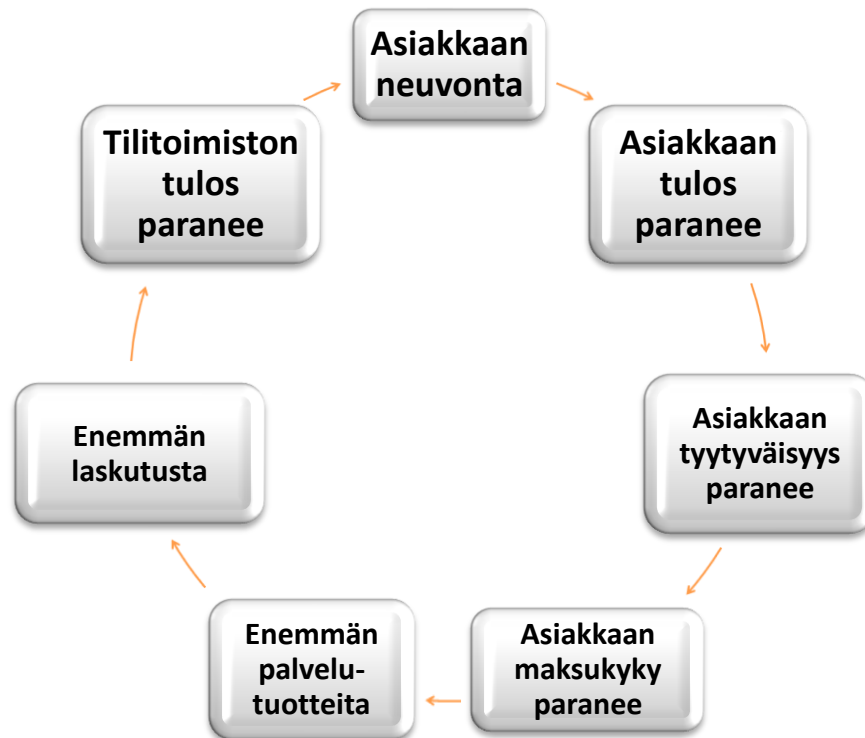 Asiakkaan
neuvonta
Asiakkaan
tulos
paranee
Asiakkaan
tyytyväisyys
paranee
Asiakkaan
maksukyky
paranee
Enemmän
palvelu-
tuotteita
Enemmän
laskutusta
Tilitoimiston
tulos
paranee